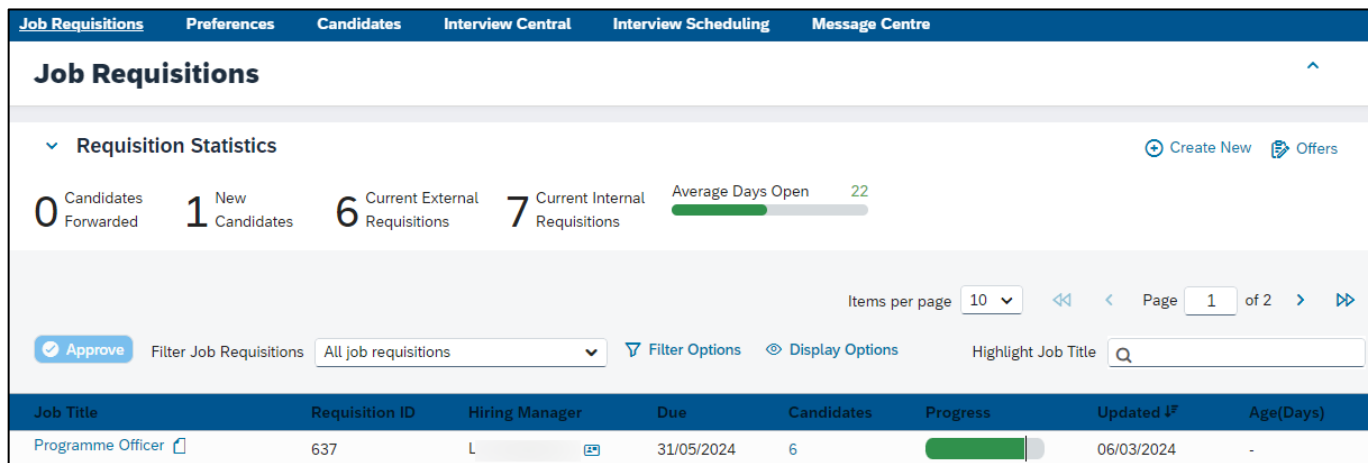 Job Requisitions Preferences Candidates Interview Central Interview Scheduling Message Centre
Job Requisitions
Requisition Statistics
Create New Offers
0 Candidates Forwarded
1 New Candidates
6 Current External Requisitions
7 Current Internal Requisitions
Average Days Open 22
Items per page 10 Page 1 of 2
Approve Filter Job Requisitions All job requisitions Filter Options Display Options Highlight Job Title
Job Title Requisition ID Hiring Manager Due Candidates Progress Updated Age(Days)
Programme Officer 637 L 31/05/2024 6 06/03/2024 -